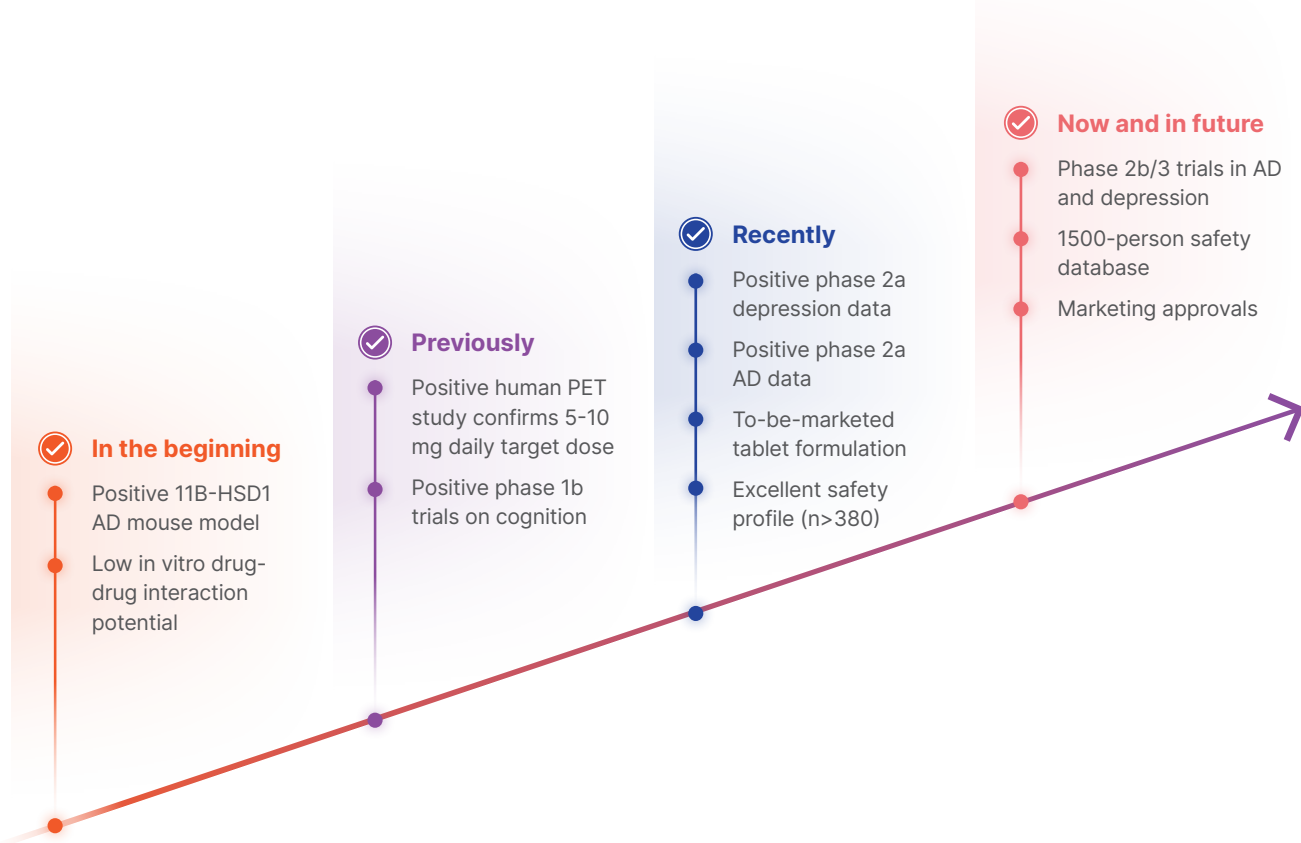 In the beginning
Positive 11B-HSD1
AD mouse model
Low in vitro drug-
drug interaction
potential
Previously
Positive human PET
study confirms 5-10
mg daily target dose
Positive phase 1b
trials on cognition
Recently
Positive phase 2a
depression data
Positive phase 2a
AD data
To-be-marketed
tablet formulation
Excellent safety
profile (n>380)
Now and in future
Phase 2b/3 trials in AD
and depression
1500-person safety
database
Marketing approvals